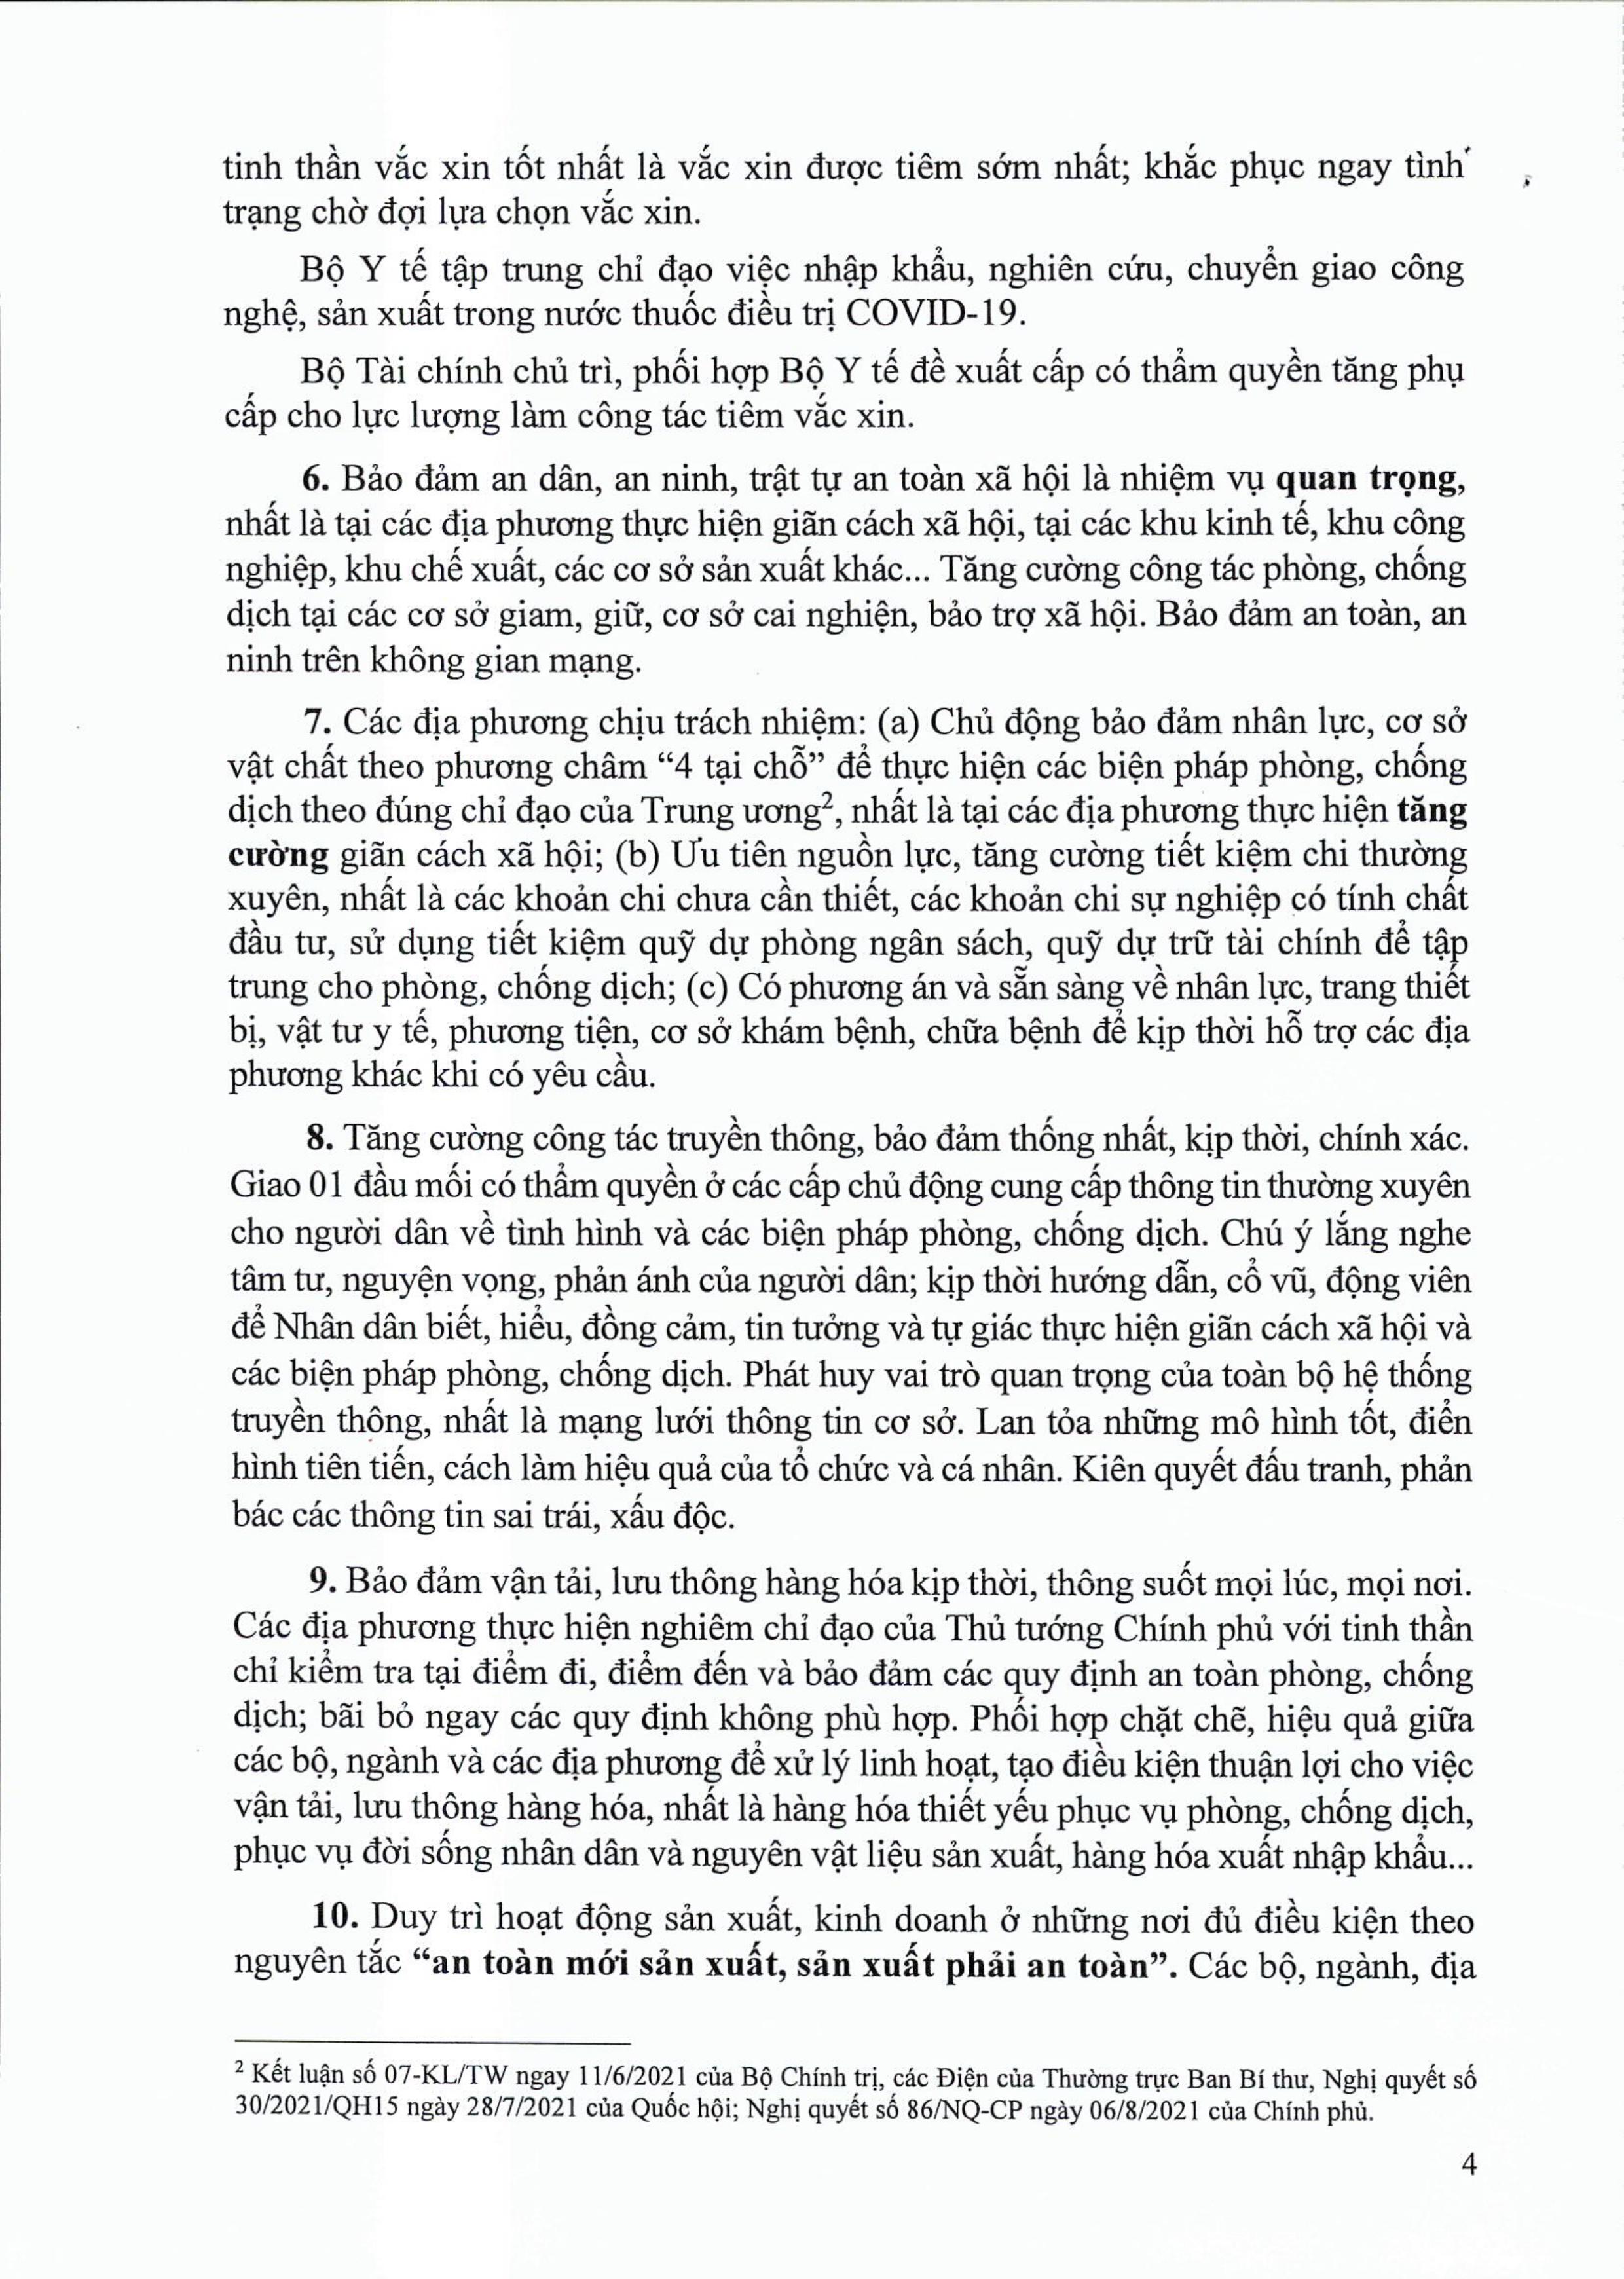 tinh thần vắc xin tốt nhất là vắc xin được tiêm sớm nhất; khắc phục ngay tình
trạng chờ đợi lựa chọn vắc xin.
Bộ Y tế tập trung chỉ đạo việc nhập khẩu, nghiên cứu, chuyển giao công
nghệ, sản xuất trong nước thuốc điều trị COVID-19.
Bộ Tài chính chủ trì, phối hợp Bộ Y tế đề xuất cấp có thẩm quyền tăng phụ
cấp cho lực lượng làm công tác tiêm vắc xin.
6. Bảo đảm an dân, an ninh, trật tự an toàn xã hội là nhiệm vụ quan trọng,
nhất là tại các địa phương thực hiện giãn cách xã hội, tại các khu kinh tế, khu công
nghiệp, khu chế xuất, các cơ sở sản xuất khác... Tăng cường công tác phòng, chống
dịch tại các cơ sở giam, giữ, cơ sở cai nghiện, bảo trợ xã hội. Bảo đảm an toàn, an
ninh trên không gian mạng.
7. Các địa phương chịu trách nhiệm: (a) Chủ động bảo đảm nhân lực, cơ sở
vật chất theo phương châm “4 tại chỗ” để thực hiện các biện pháp phòng, chống
dịch theo đúng chỉ đạo của Trung ương², nhất là tại các địa phương thực hiện tăng
cường giãn cách xã hội; (b) Ưu tiên nguồn lực, tăng cường tiết kiệm chi thường
xuyên, nhất là các khoản chi chưa cần thiết, các khoản chi sự nghiệp có tính chất
đầu tư, sử dụng tiết kiệm quỹ dự phòng ngân sách, quỹ dự trữ tài chính để tập
trung cho phòng, chống dịch; (c) Có phương án và sẵn sàng về nhân lực, trang thiết
bị, vật tư y tế, phương tiện, cơ sở khám bệnh, chữa bệnh để kịp thời hỗ trợ các địa
phương khác khi có yêu cầu.
8. Tăng cường công tác truyền thông, bảo đảm thống nhất, kịp thời, chính xác.
Giao 01 đầu mối có thẩm quyền ở các cấp chủ động cung cấp thông tin thường xuyên
cho người dân về tình hình và các biện pháp phòng, chống dịch. Chú ý lắng nghe
tâm tư, nguyện vọng, phản ánh của người dân; kịp thời hướng dẫn, cổ vũ, động viên
để Nhân dân biết, hiểu, đồng cảm, tin tưởng và tự giác thực hiện giãn cách xã hội và
các biện pháp phòng, chống dịch. Phát huy vai trò quan trọng của toàn bộ hệ thống
truyền thông, nhất là mạng lưới thông tin cơ sở. Lan tỏa những mô hình tốt, điển
hình tiên tiến, cách làm hiệu quả của tổ chức và cá nhân. Kiên quyết đấu tranh, phản
bác các thông tin sai trái, xấu độc.
9. Bảo đảm vận tải, lưu thông hàng hóa kịp thời, thông suốt mọi lúc, mọi nơi.
Các địa phương thực hiện nghiêm chỉ đạo của Thủ tướng Chính phủ với tinh thần
chỉ kiểm tra tại điểm đi, điểm đến và bảo đảm các quy định an toàn phòng, chống
dịch; bãi bỏ ngay các quy định không phù hợp. Phối hợp chặt chẽ, hiệu quả giữa
các bộ, ngành và các địa phương để xử lý linh hoạt, tạo điều kiện thuận lợi cho việc
vận tải, lưu thông hàng hóa, nhất là hàng hóa thiết yếu phục vụ phòng, chống dịch,
phục vụ đời sống nhân dân và nguyên vật liệu sản xuất, hàng hóa xuất nhập khẩu...
10. Duy trì hoạt động sản xuất, kinh doanh ở những nơi đủ điều kiện theo
nguyên tắc “an toàn mới sản xuất, sản xuất phải an toàn”. Các bộ, ngành, địa
² Kết luận số 07-KL/TW ngay 11/6/2021 của Bộ Chính trị, các Điện của Thường trực Ban Bí thư, Nghị quyết số
30/2021/QH15 ngày 28/7/2021 của Quốc hội; Nghị quyết số 86/NQ-CP ngày 06/8/2021 của Chính phủ.
4